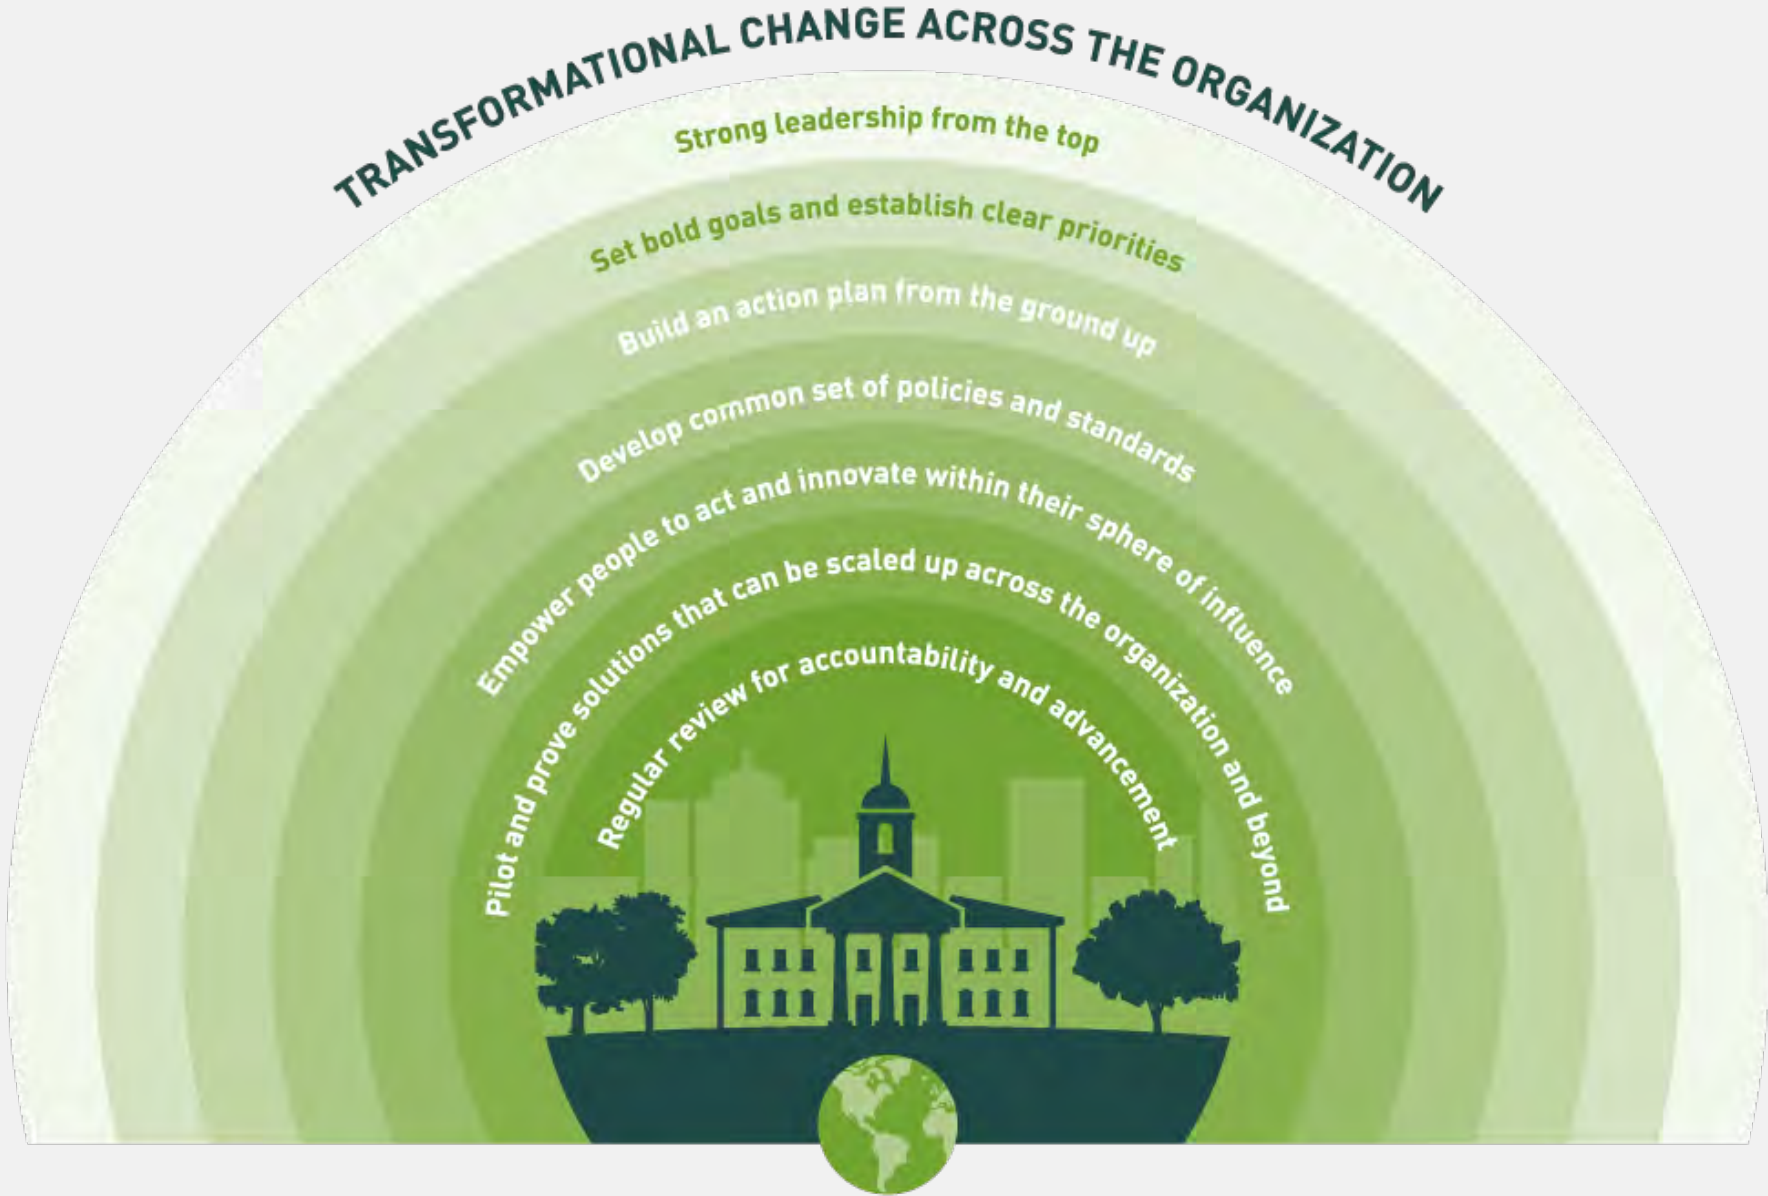 TRANSFORMATIONAL CHANGE ACROSS THE ORGANIZATION
Strong leadership from the top
Set bold goals and establish clear priorities
Build an action plan from the ground up
Develop common set of policies and standards
Empower people to act and innovate within their sphere of influence
Pilot and prove solutions that can be scaled up across the organization and beyond
Regular review for accountability and advancement